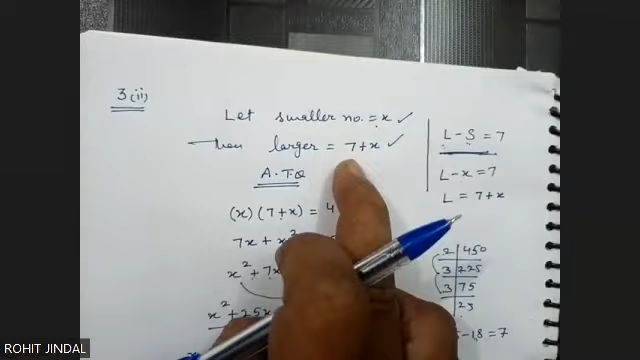 3(ii)
Let smaller no. = x ✓
Then larger = 7+x ✓
A.T.Q
(x)(7+x) = 4
7x + x²
x² + 7x
x² + 25x
L - S = 7
L - x = 7
L = 7+x
2 | 450
3 | 225
3 | 75
-18 = 7
ROHIT JINDAL